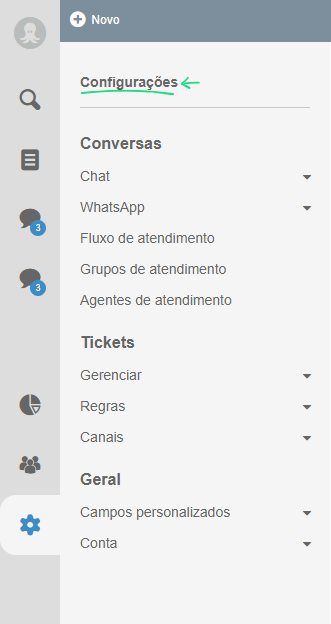 Novo
Configurações
Conversas
Chat
WhatsApp
Fluxo de atendimento
3
Grupos de atendimento
3
Agentes de atendimento
Tickets
Gerenciar
Regras
Canais
Geral
Campos personalizados
Conta